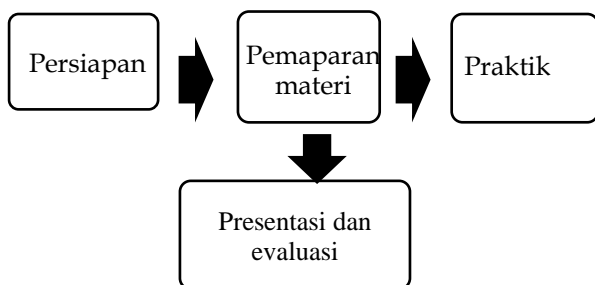 Persiapan
Pemaparan
materi
Praktik
Presentasi dan
evaluasi